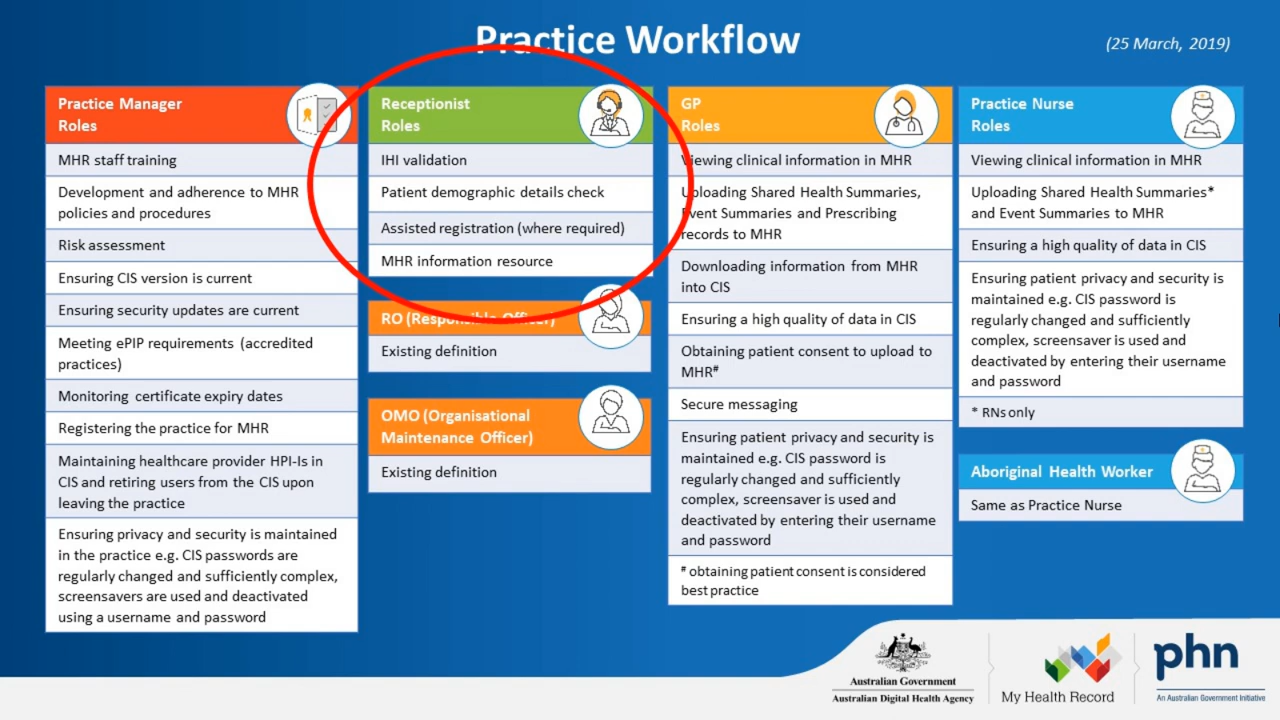 Practice Workflow
(25 March, 2019)
Practice Manager
Roles
MHR staff training
Development and adherence to MHR
policies and procedures
Risk assessment
Ensuring CIS version is current
Ensuring security updates are current
Meeting ePIP requirements (accredited
practices)
Monitoring certificate expiry dates
Registering the practice for MHR
Maintaining healthcare provider HPI-Is in
CIS and retiring users from the CIS upon
leaving the practice
Ensuring privacy and security is maintained
in the practice e.g. CIS passwords are
regularly changed and sufficiently complex,
screensavers are used and deactivated
using a username and password
Receptionist
Roles
IHI validation
Patient demographic details check
Assisted registration (where required)
MHR information resource
RO (Responsible Officer)
Existing definition
OMO (Organisational
Maintenance Officer)
Existing definition
GP
Roles
Viewing clinical information in MHR
Uploading Shared Health Summaries,
Event Summaries and Prescribing
records to MHR
Downloading information from MHR
into CIS
Ensuring a high quality of data in CIS
Obtaining patient consent to upload to
MHR#
Secure messaging
Ensuring patient privacy and security is
maintained e.g. CIS password is
regularly changed and sufficiently
complex, screensaver is used and
deactivated by entering their username
and password
# obtaining patient consent is considered
best practice
Practice Nurse
Roles
Viewing clinical information in MHR
Uploading Shared Health Summaries*
and Event Summaries to MHR
Ensuring a high quality of data in CIS
Ensuring patient privacy and security is
maintained e.g. CIS password is
regularly changed and sufficiently
complex, screensaver is used and
deactivated by entering their username
and password
* RNs only
Aboriginal Health Worker
Same as Practice Nurse
Australian Government
Australian Digital Health Agency
My Health Record
phn
An Australian Government Initiative